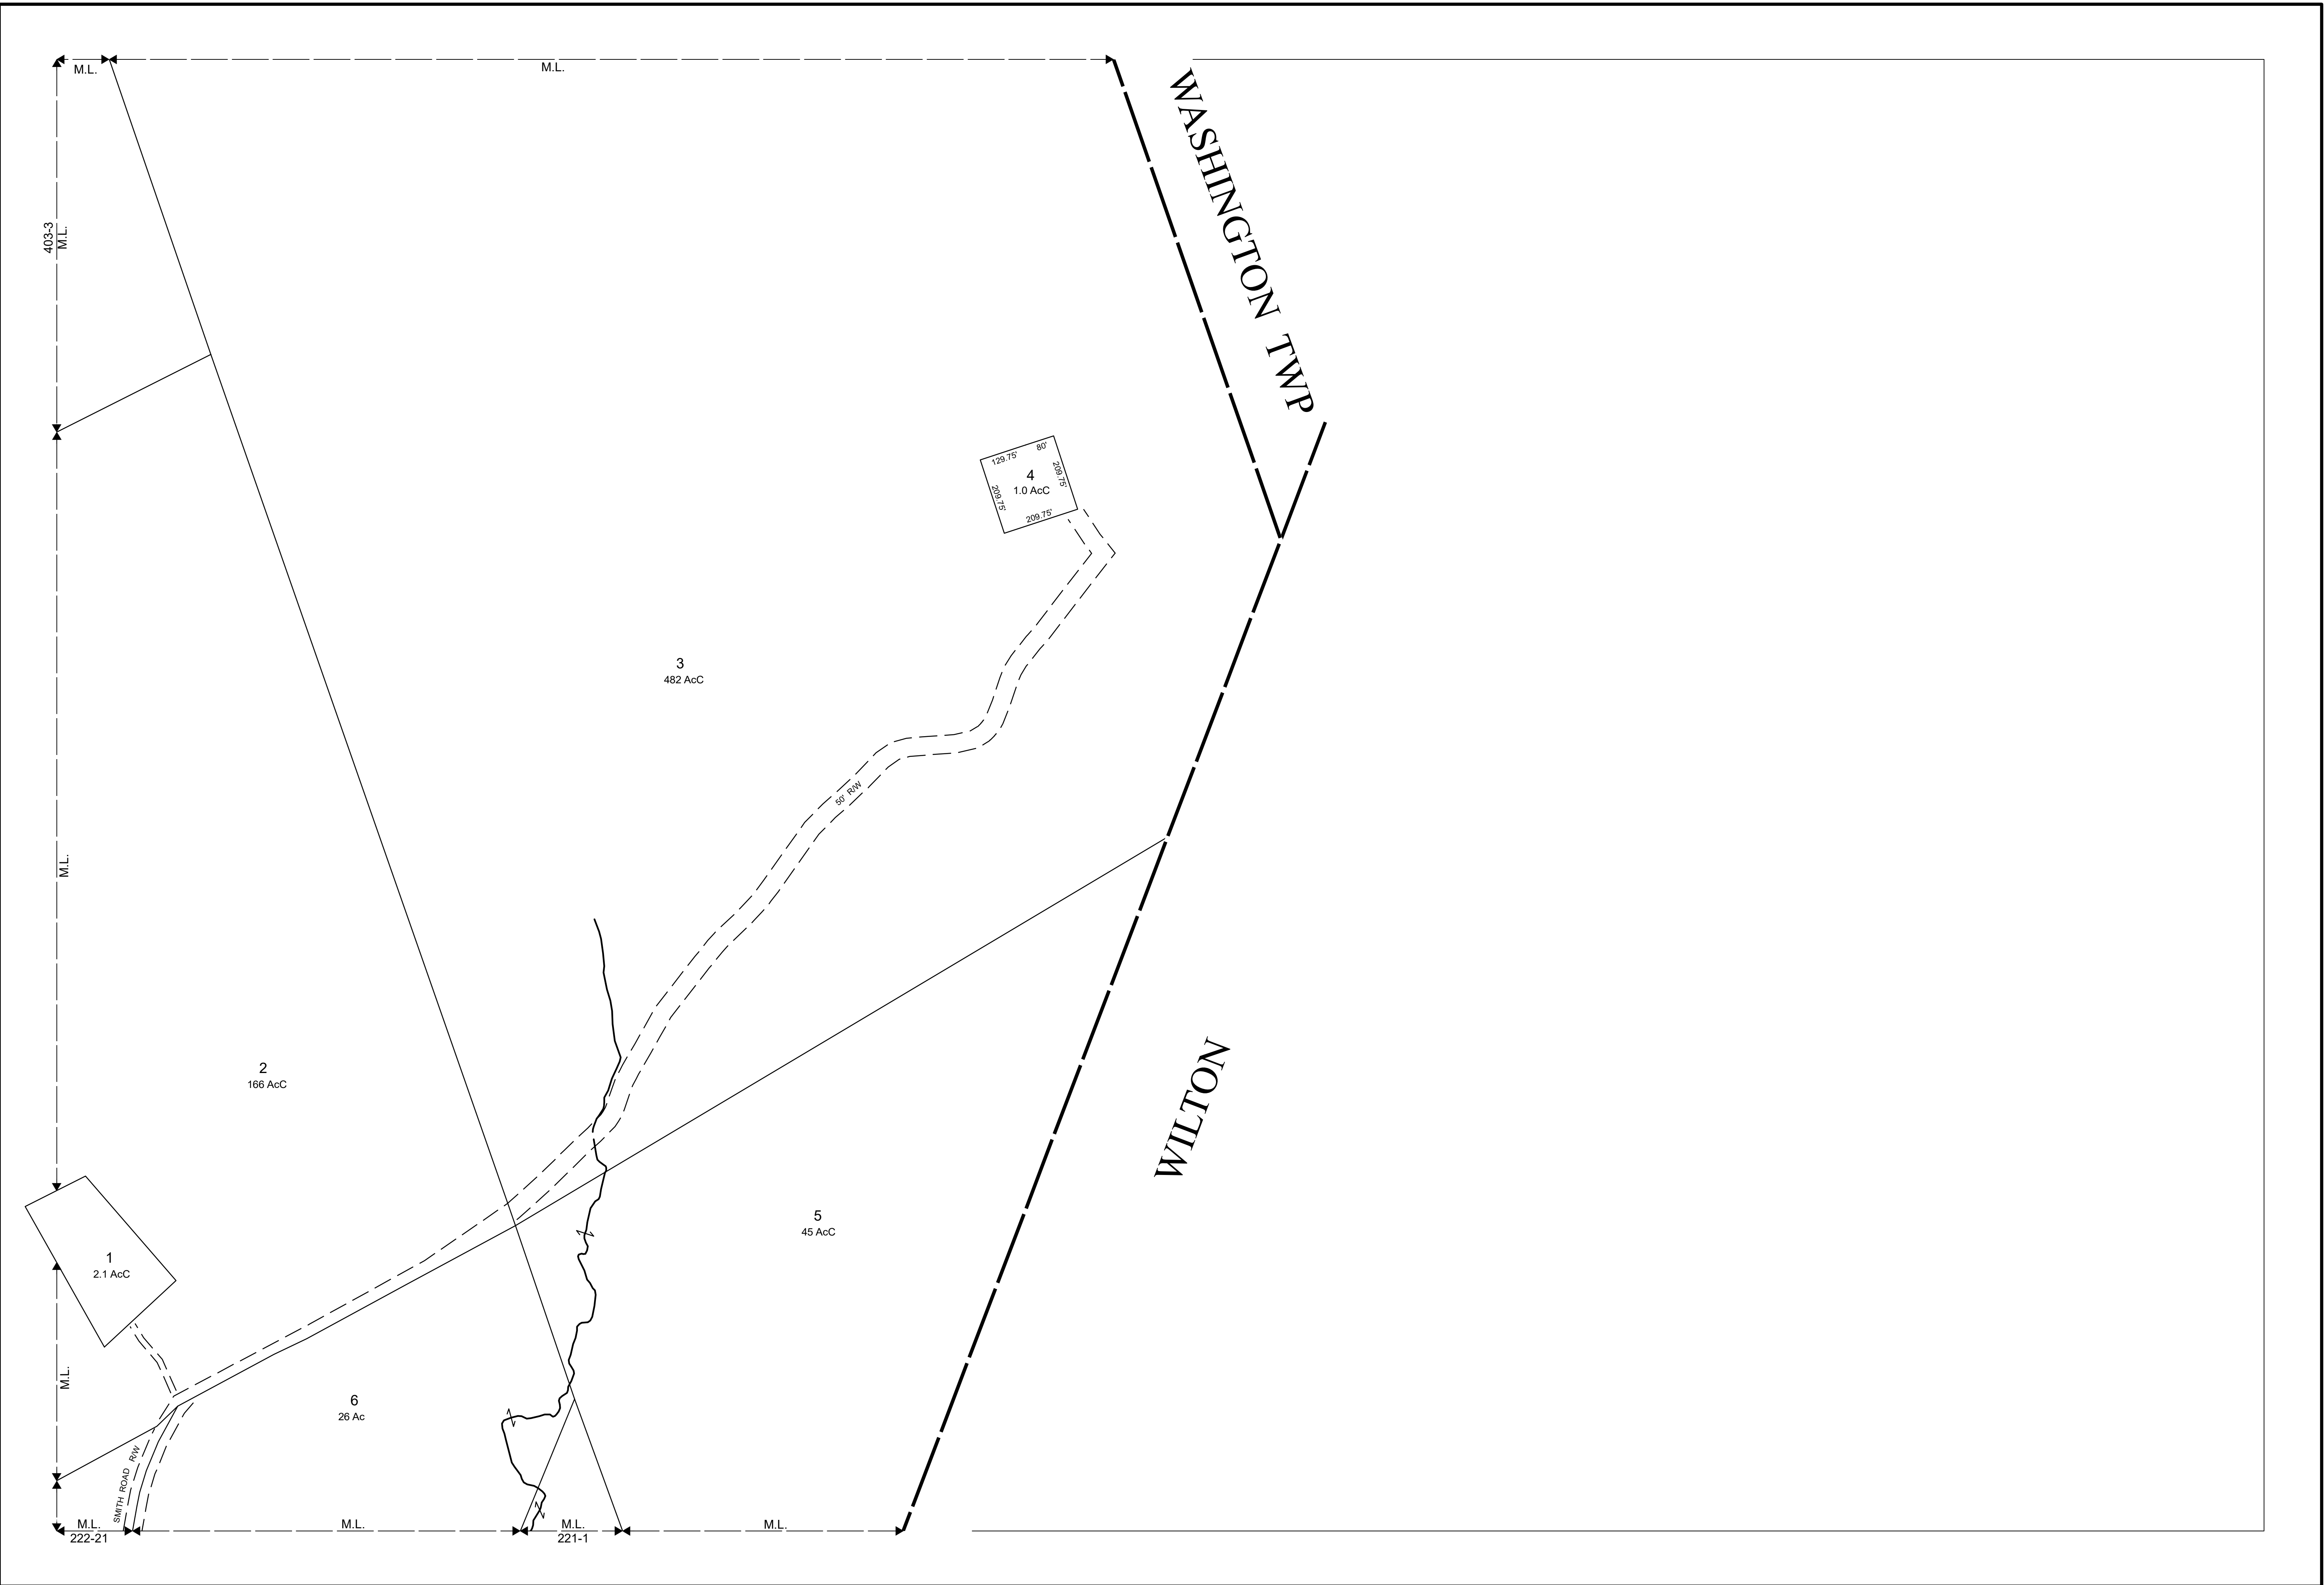 M.L.
M.L.
WASHINGTON TWP
403-3
M.L.
129.75'
80'
4
1.0 AcC
209.75'
209.75'
209.75'
3
482 AcC
50' R/W
M.L.
2
166 AcC
WILTON
5
45 AcC
1
2.1 AcC
M.L.
6
26 Ac
SMITH ROAD R/W
M.L.
222-21
M.L.
M.L.
221-1
M.L.